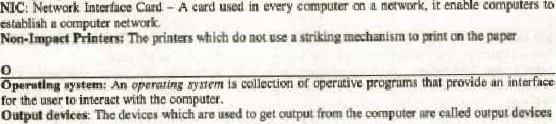 NIC: Network Interface Card – A card used in every computer on a network, it enable computers to
establish a computer network.
Non-Impact Printers: The printers which do not use a striking mechanism to print on the paper
O
Operating system: An operating system is collection of operative programs that provide an interface
for the user to interact with the computer.
Output devices: The devices which are used to get output from the computer are called output devices